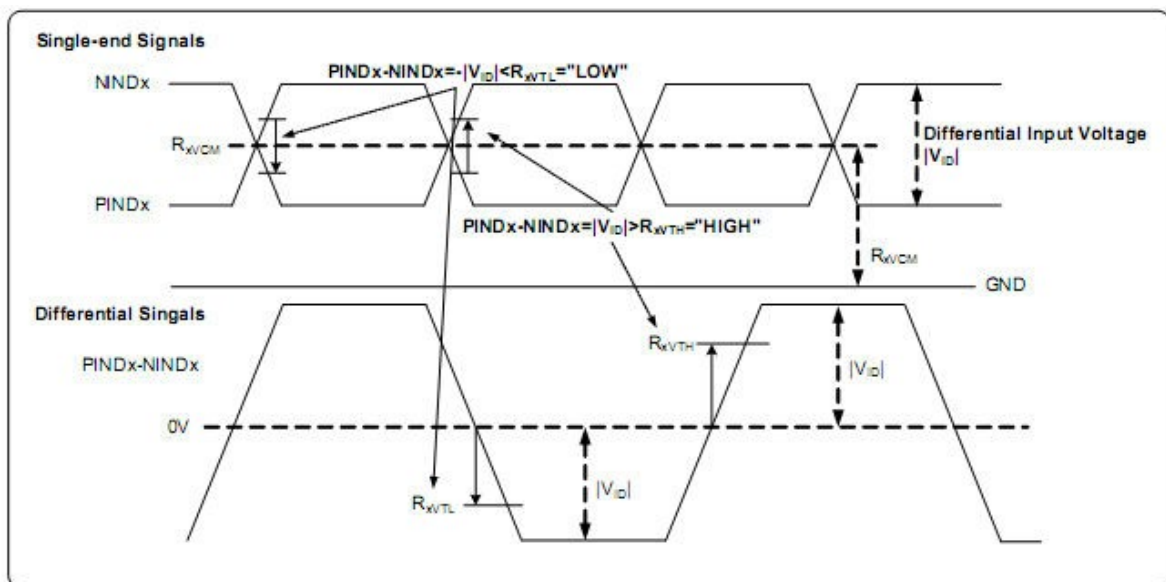 Single-end Signals
PINDx-NINDx=-|VID|<RxVTL="LOW"
NINDx
RxVCM
Differential Input Voltage
|VID|
PINDx
PINDx-NINDx=|VID|>RxVTH="HIGH"
RxVCM
GND
Differential Singals
RxVTH
PINDx-NINDx
|VID|
0V
|VID|
RxVTL